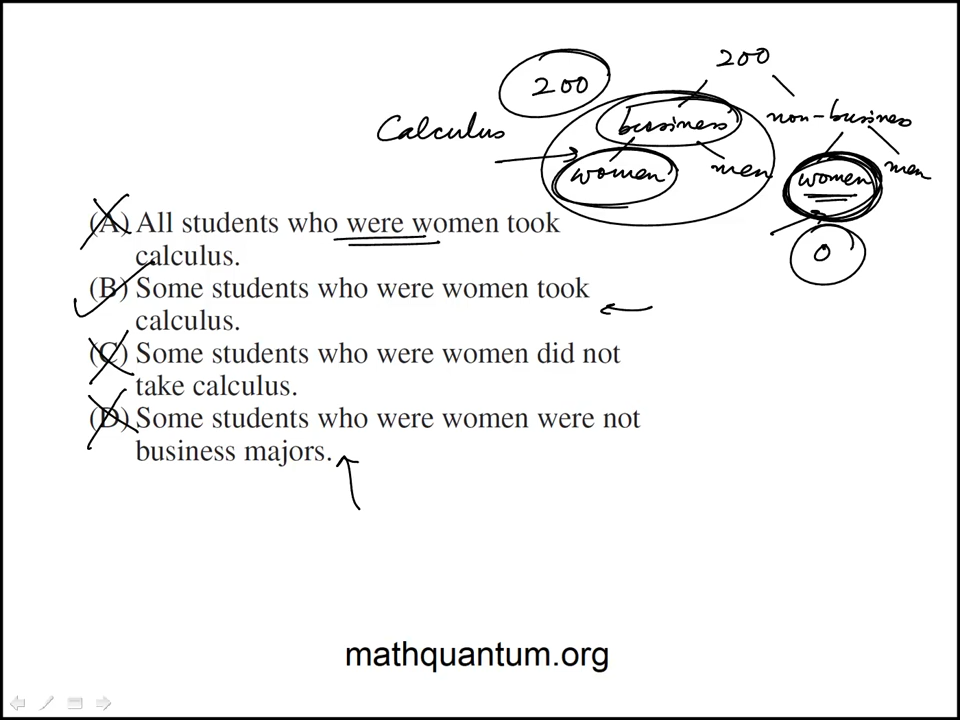 200
200
business
non-business
Calculus
women
men
women
men
0
(A) All students who were women took
calculus.
(B) Some students who were women took
calculus.
(C) Some students who were women did not
take calculus.
(D) Some students who were women were not
business majors.
mathquantum.org